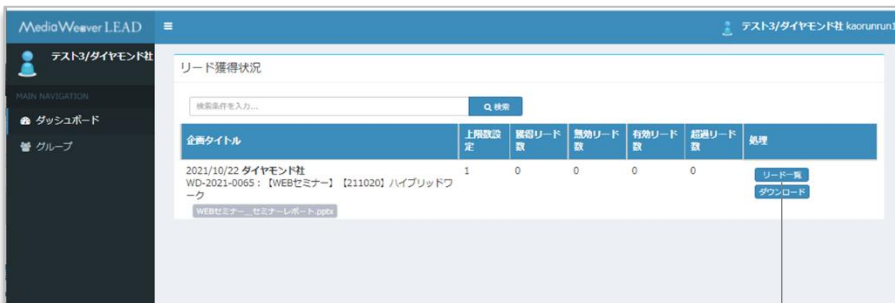 MediaWeaver LEAD
テスト3/ダイヤモンド社 kaorunrun1
テスト3/ダイヤモンド社
MAIN NAVIGATION
ダッシュボード
グループ
リード獲得状況
検索条件を入力...
検索
企画タイトル
上限数設定
獲得リード数
無効リード数
有効リード数
超過リード数
処理
2021/10/22 ダイヤモンド社
WD-2021-0065：【WEBセミナー】【211020】ハイブリッドワーク
WEBセミナー__セミナーレポート.pptx
1
0
0
0
0
リード一覧
ダウンロード